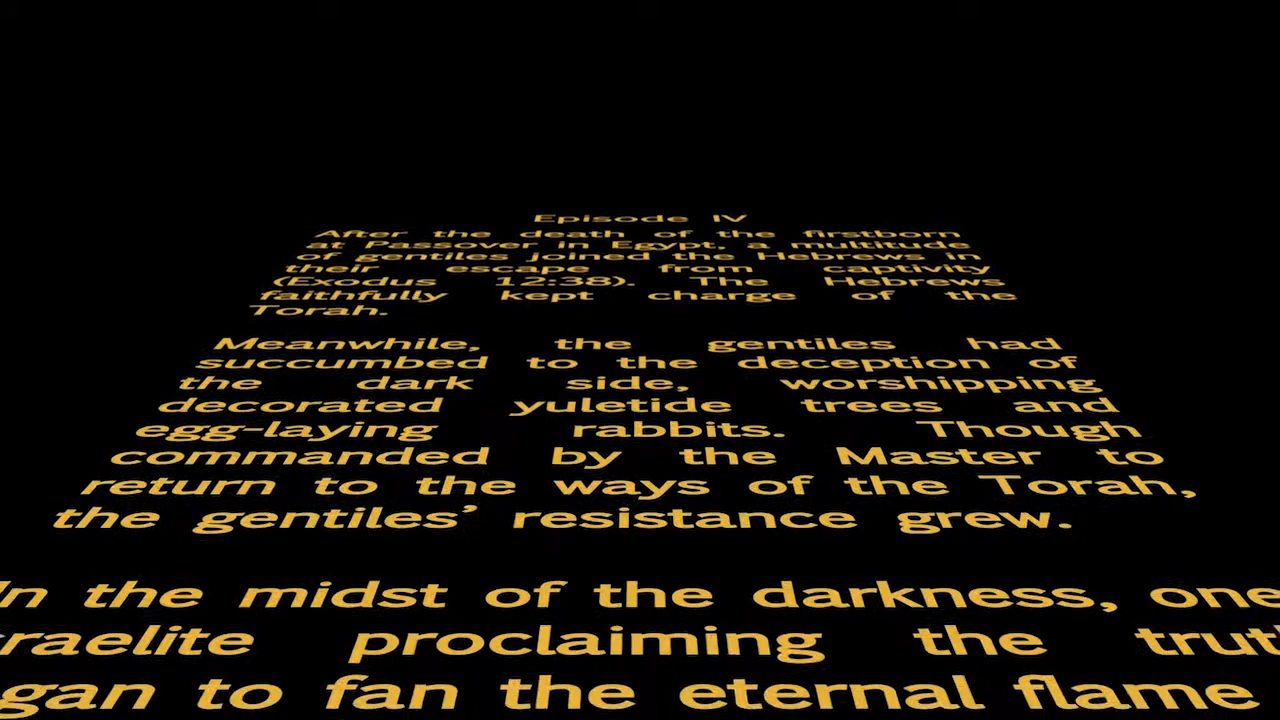 Episode IV
After the death of the firstborn
at Passover in Egypt, a multitude
of gentiles joined the Hebrews in
their escape from captivity
(Exodus 12:38). The Hebrews
faithfully kept charge of the
Torah.
Meanwhile, the gentiles had
succumbed to the deception of
the dark side, worshipping
decorated yuletide trees and
egg-laying rabbits. Though
commanded by the Master to
return to the ways of the Torah,
the gentiles’ resistance grew.
In the midst of the darkness, one
raelite proclaiming the trut
gan to fan the eternal flame